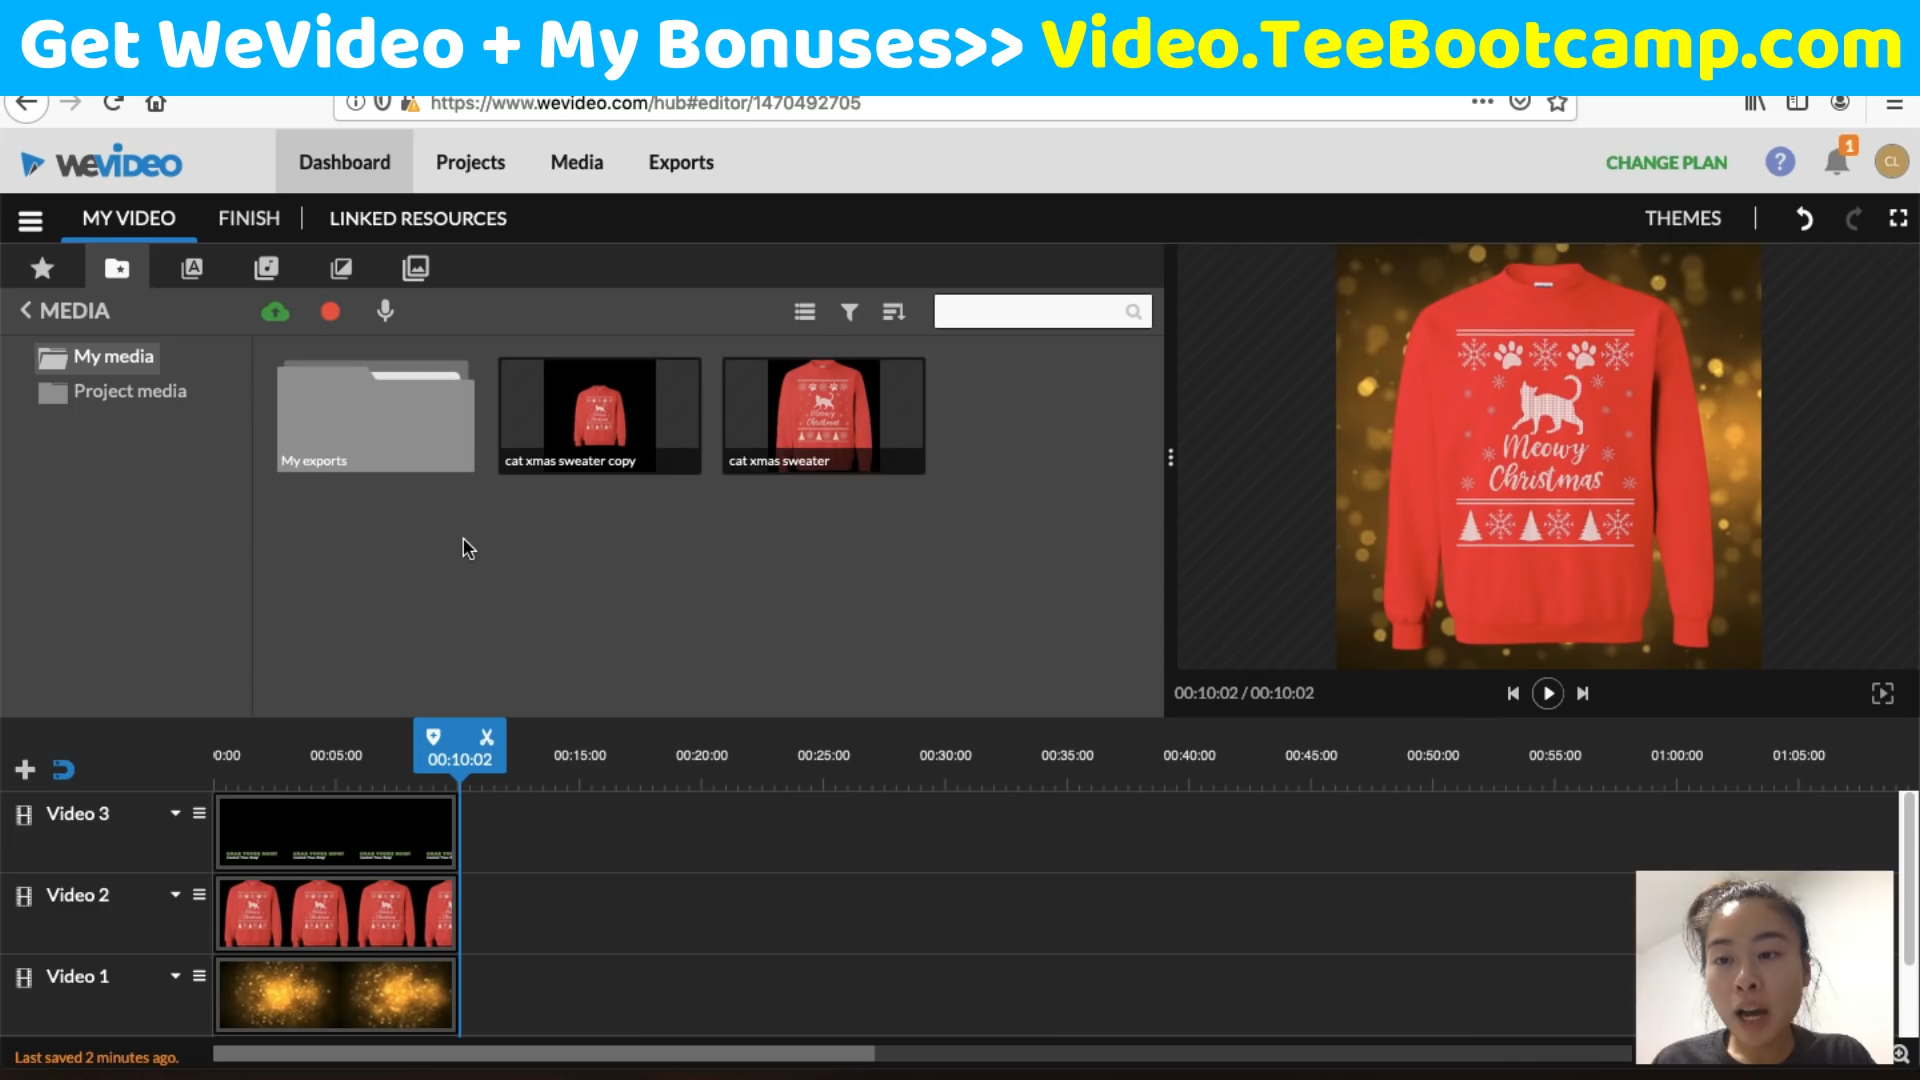 Get WeVideo + My Bonuses>> Video.TeeBootcamp.com
https://www.wevideo.com/hub#editor/1470492705
WEVIDEO
Dashboard
Projects
Media
Exports
CHANGE PLAN
?
1
CL
MY VIDEO
FINISH
LINKED RESOURCES
THEMES
MEDIA
My media
Project media
My exports
cat xmas sweater copy
cat xmas sweater
Meowy
Christmas
00:10:02 / 00:10:02
0:00
00:05:00
00:10:02
00:15:00
00:20:00
00:25:00
00:30:00
00:35:00
00:40:00
00:45:00
00:50:00
00:55:00
01:00:00
01:05:00
Video 3
Video 2
Video 1
Last saved 2 minutes ago.